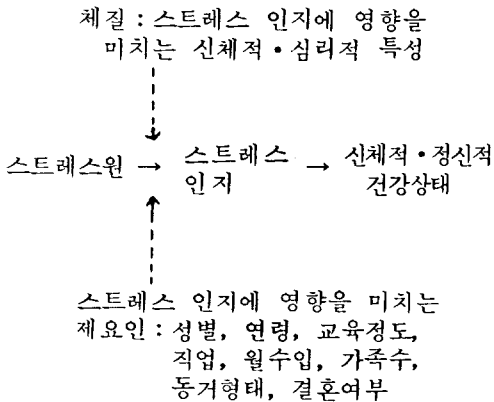 체질 : 스트레스 인지에 영향을
미치는 신체적·심리적 특성
스트레스원 → 스트레스 인지 → 신체적·정신적 건강상태
스트레스 인지에 영향을 미치는
제요인 : 성별, 연령, 교육정도,
직업, 월수입, 가족수,
동거형태, 결혼여부